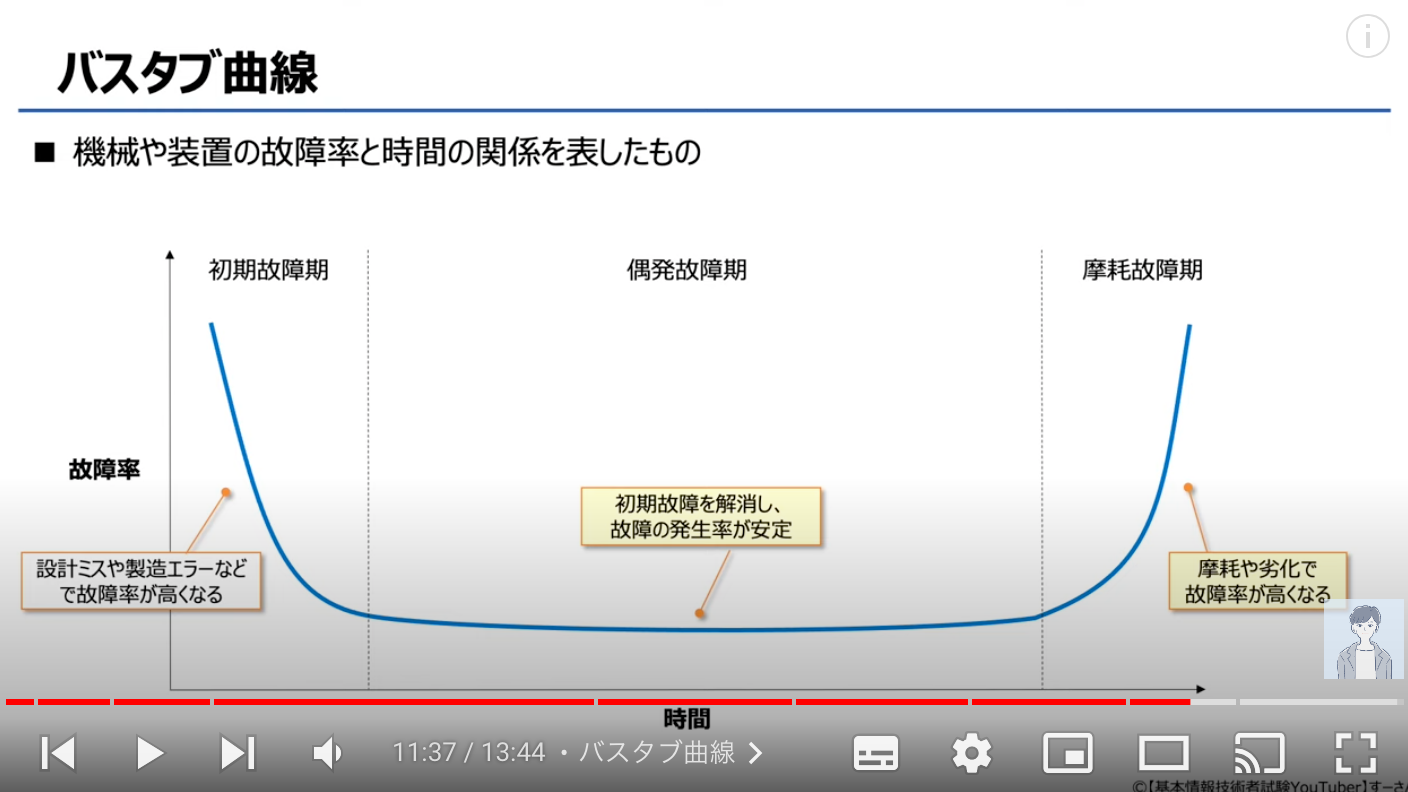 バスタブ曲線
■ 機械や装置の故障率と時間の関係を表したもの
初期故障期
偶発故障期
摩耗故障期
故障率
初期故障を解消し、
故障の発生率が安定
設計ミスや製造エラーなど
で故障率が高くなる
摩耗や劣化で
故障率が高くなる
時間
11:37 / 13:44 ・バスタブ曲線
©【基本情報技術者試験YouTuber】すーさん